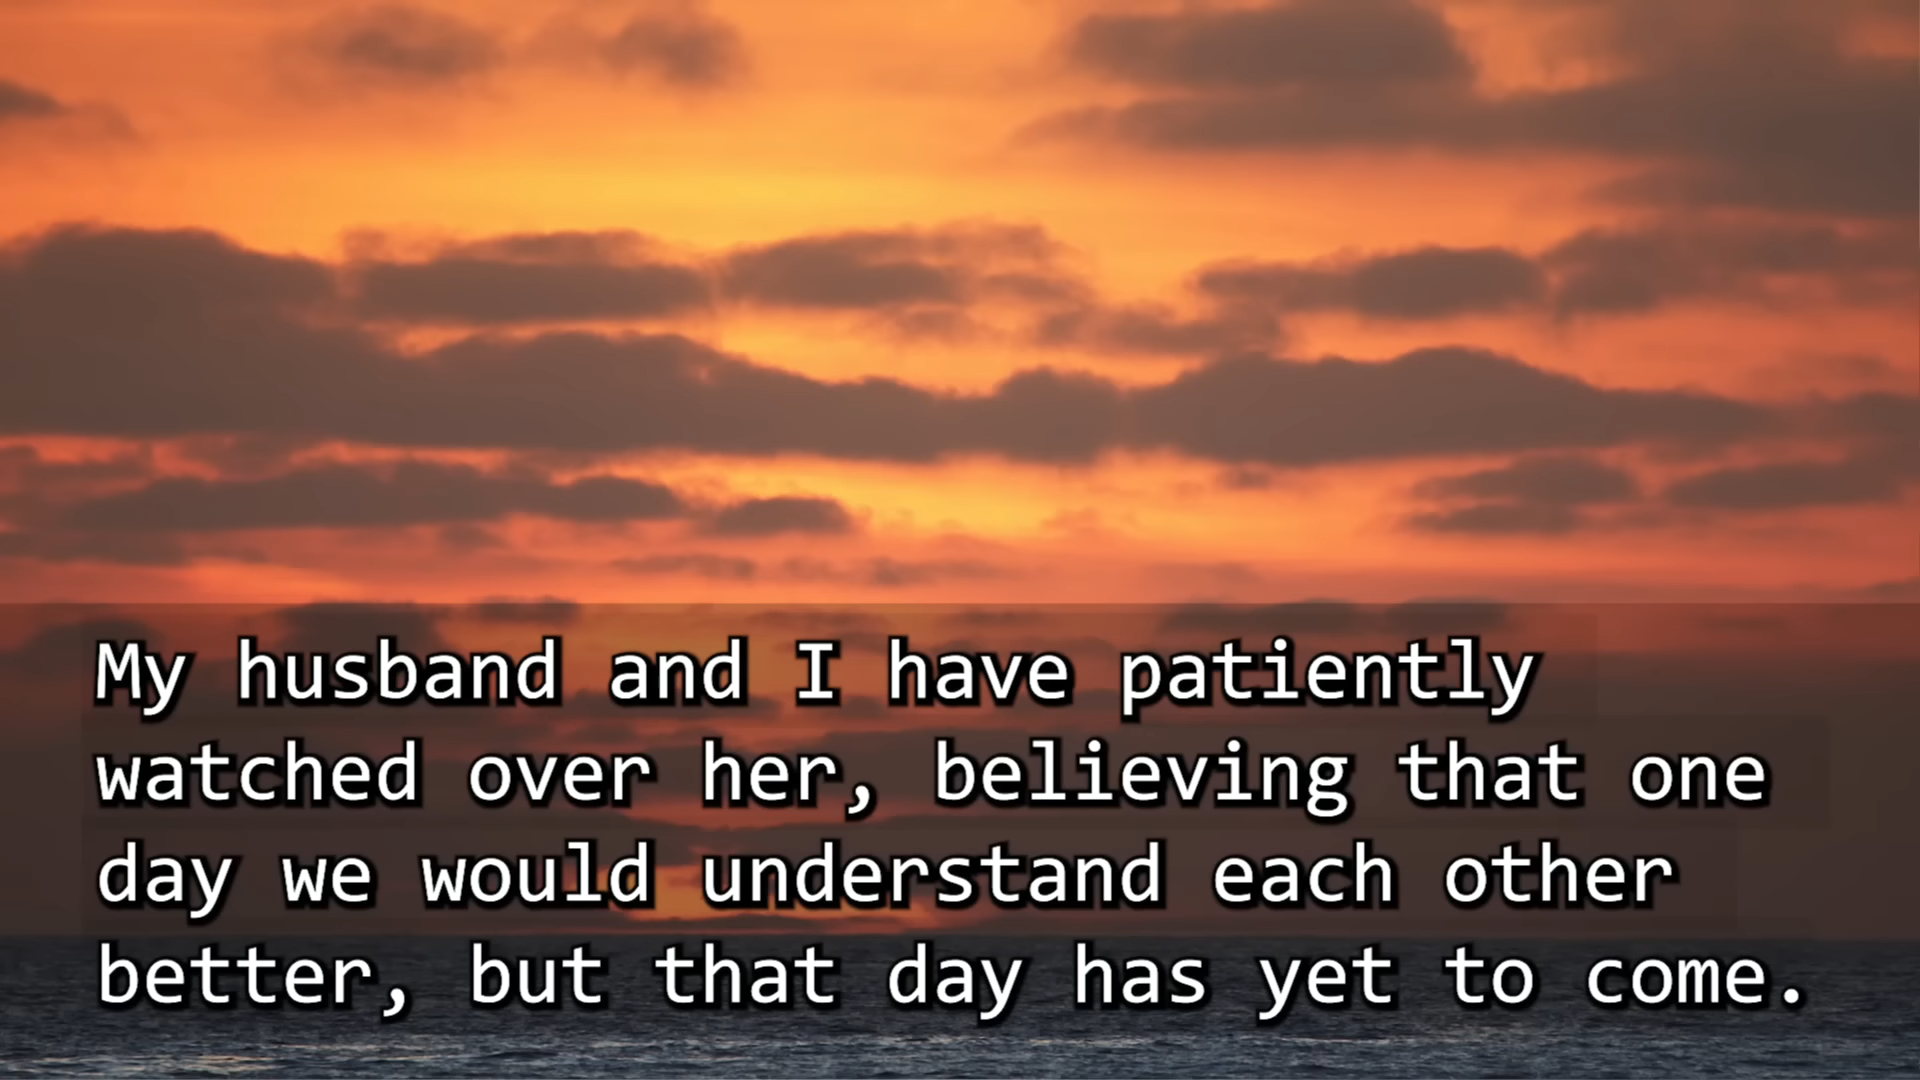 My husband and I have patiently
watched over her, believing that one
day we would understand each other
better, but that day has yet to come.